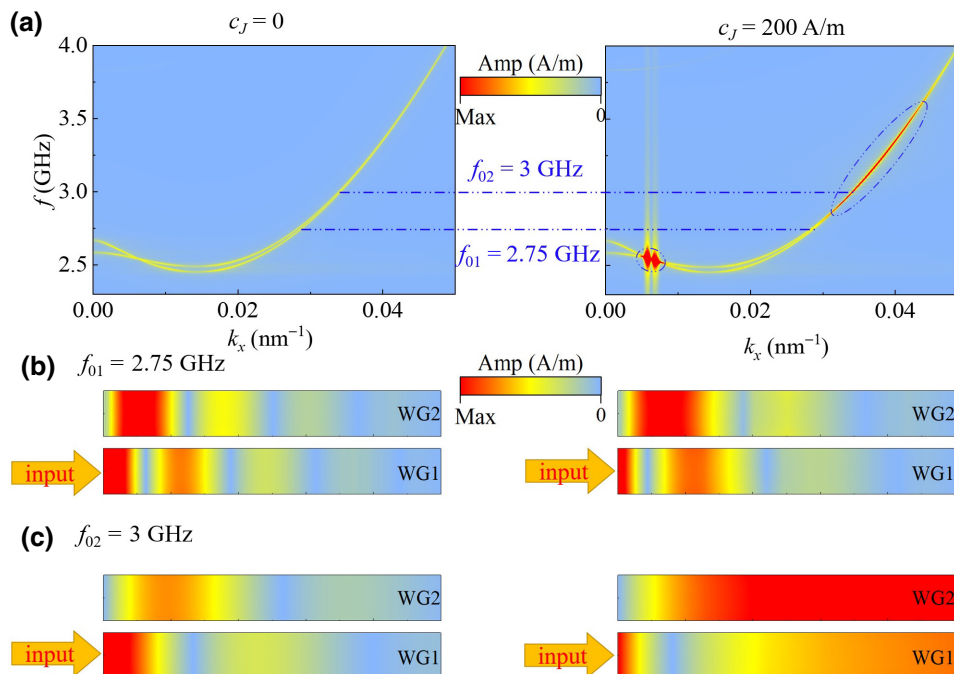 (a)
c_J = 0
c_J = 200 A/m
4.0
3.5
3.0
2.5
f (GHz)
Amp (A/m)
Max
0
f₀₂ = 3 GHz
f₀₁ = 2.75 GHz
0.00
0.02
0.04
k_x (nm⁻¹)
0.00
0.02
0.04
k_x (nm⁻¹)
(b)
f₀₁ = 2.75 GHz
Amp (A/m)
Max
0
WG2
WG2
input
WG1
input
WG1
(c)
f₀₂ = 3 GHz
WG2
WG2
input
WG1
input
WG1